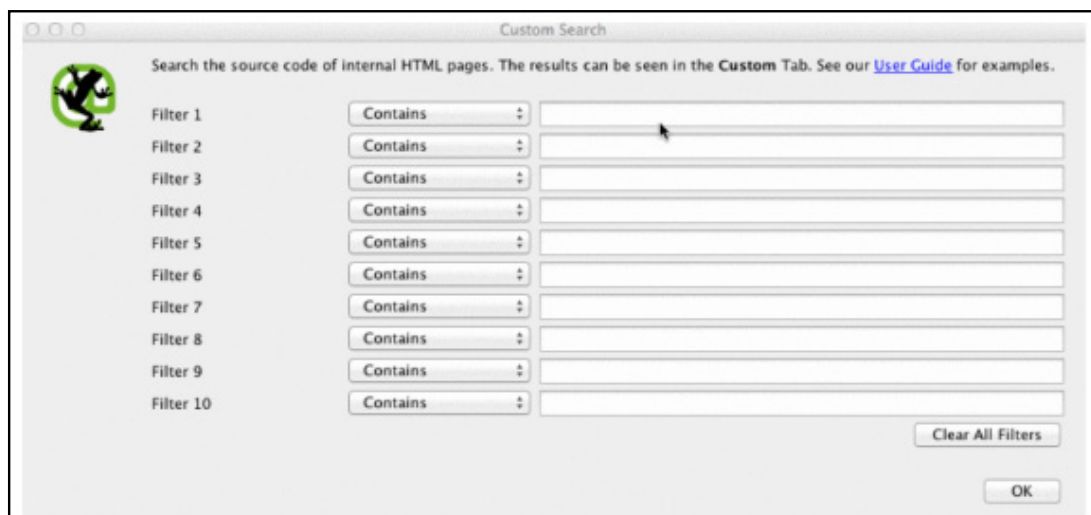 Custom Search
Search the source code of internal HTML pages. The results can be seen in the Custom Tab. See our User Guide for examples.
Filter 1 Contains
Filter 2 Contains
Filter 3 Contains
Filter 4 Contains
Filter 5 Contains
Filter 6 Contains
Filter 7 Contains
Filter 8 Contains
Filter 9 Contains
Filter 10 Contains
Clear All Filters
OK